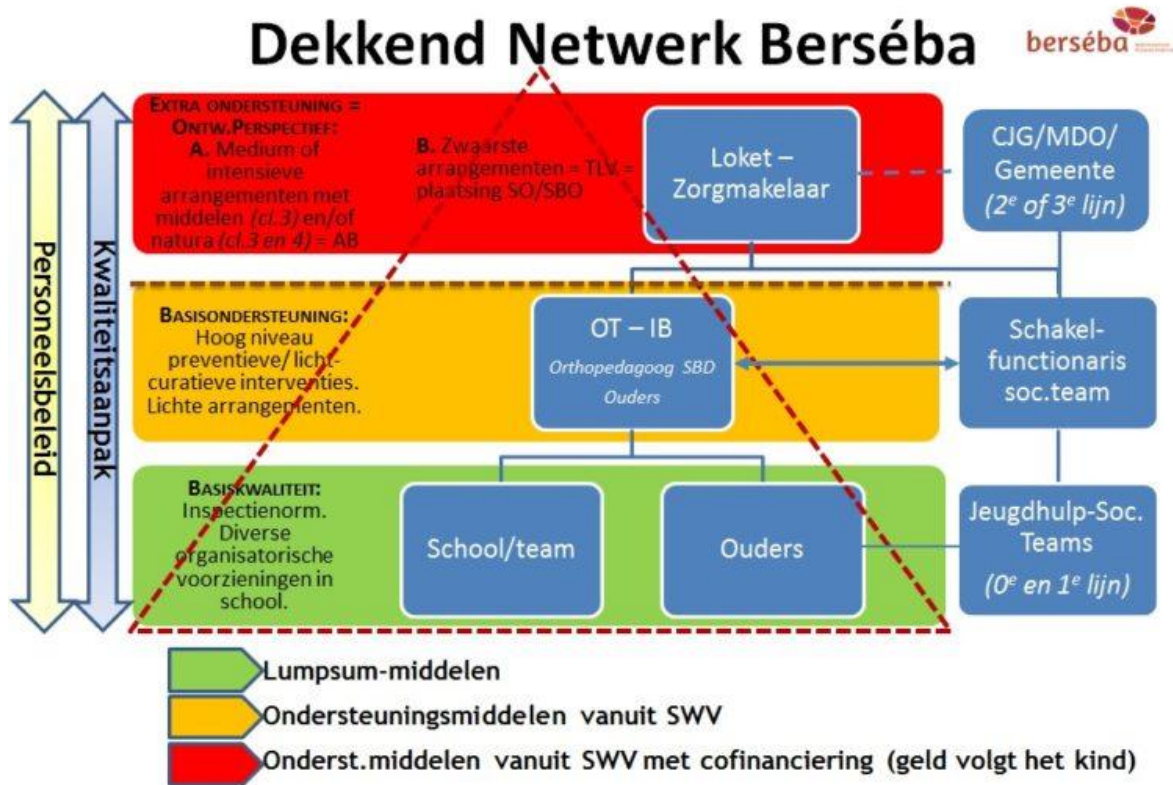 Dekkend Netwerk Berséba
berséba
Personeelsbeleid
Kwaliteitsaanpak
EXTRA ONDERSTEUNING =
ONTW.PERSPECTIEF:
A. Medium of
intensieve
arrangementen met
middelen (cl.3) en/of
natura (cl.3 en 4) = AB
B. Zwaarste
arrangementen = TLV =
plaatsing SO/SBO
Loket –
Zorgmakelaar
CJG/MDO/
Gemeente
(2e of 3e lijn)
BASISONDERSTEUNING:
Hoog niveau
preventieve/ licht-
curatieve interventies.
Lichte arrangementen.
OT – IB
Orthopedagoog SBD
Ouders
Schakel-
functionaris
soc.team
BASISKWALITEIT:
Inspectienorm.
Diverse
organisatorische
voorzieningen in
school.
School/team
Ouders
Jeugdhulp-Soc.
Teams
(0e en 1e lijn)
Lumpsum-middelen
Ondersteuningsmiddelen vanuit SWV
Onderst.middelen vanuit SWV met cofinanciering (geld volgt het kind)